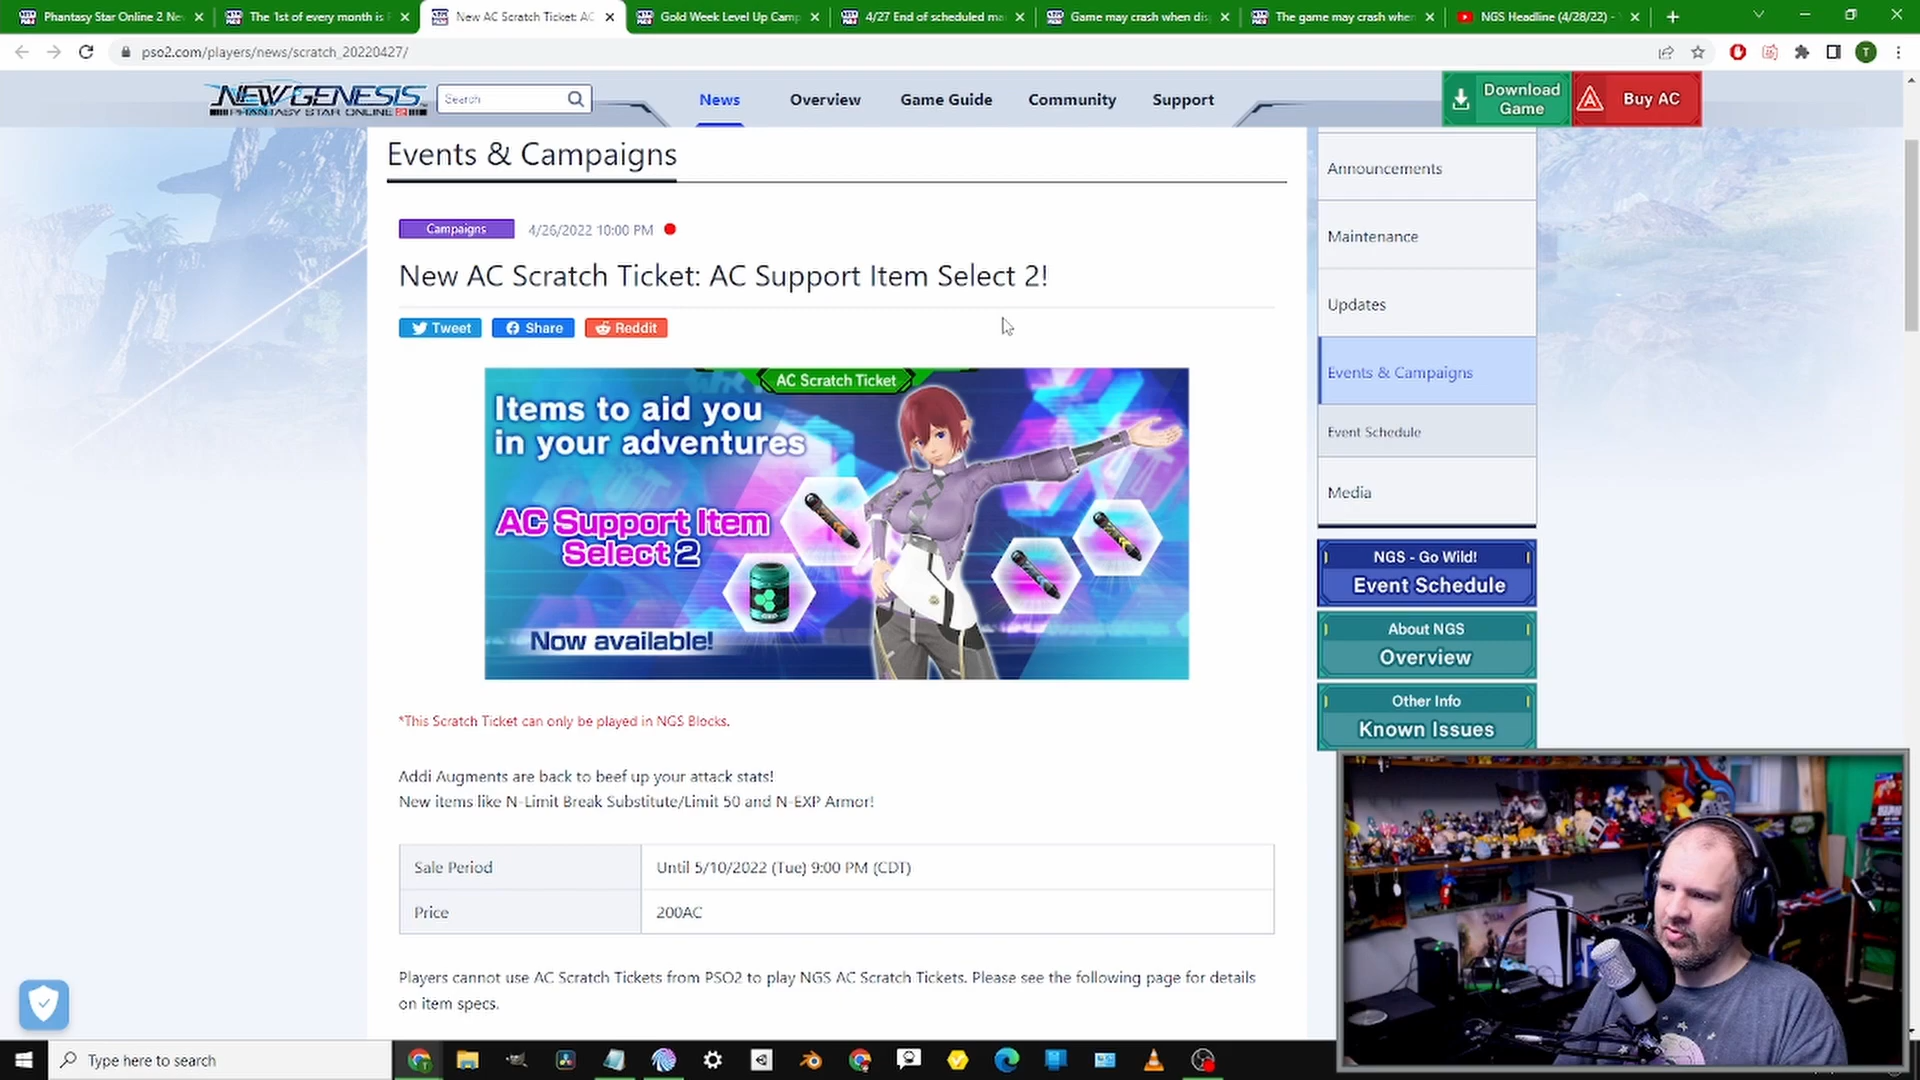 Phantasy Star Online 2 Ne
The 1st of every month is
New AC Scratch Ticket: AC
Gold Week Level Up Camp
4/27 End of scheduled ma
Game may crash when dis
The game may crash when
NGS Headline (4/28/22) -
pso2.com/players/news/scratch_20220427/
T
NEW GENESIS
PHANTASY STAR ONLINE 2
Search
News
Overview
Game Guide
Community
Support
Download
Game
Buy AC
Events & Campaigns
Campaigns
4/26/2022 10:00 PM
New AC Scratch Ticket: AC Support Item Select 2!
Tweet
Share
Reddit
AC Scratch Ticket
Items to aid you
in your adventures
AC Support Item
Select 2
Now available!
*This Scratch Ticket can only be played in NGS Blocks.
Addi Augments are back to beef up your attack stats!
New items like N-Limit Break Substitute/Limit 50 and N-EXP Armor!
Sale Period
Until 5/10/2022 (Tue) 9:00 PM (CDT)
Price
200AC
Players cannot use AC Scratch Tickets from PSO2 to play NGS AC Scratch Tickets. Please see the following page for details
on item specs.
Announcements
Maintenance
Updates
Events & Campaigns
Event Schedule
Media
NGS - Go Wild!
Event Schedule
About NGS
Overview
Other Info
Known Issues
Type here to search